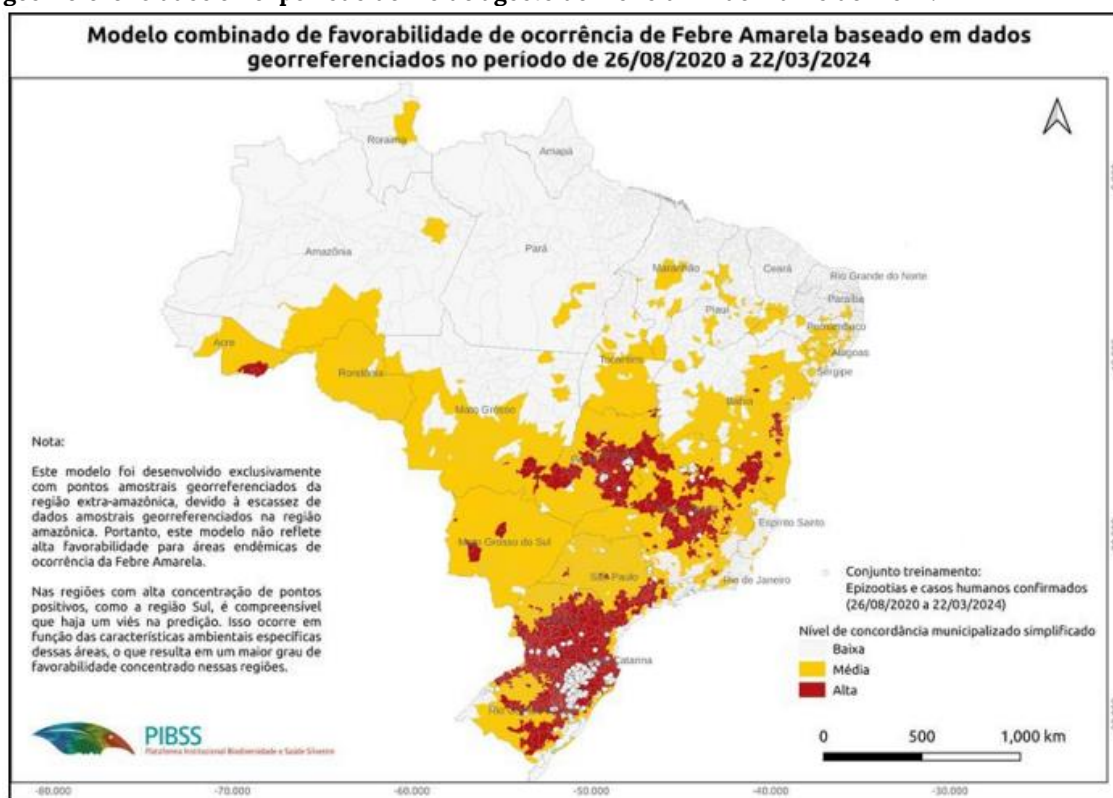 Modelo combinado de favorabilidade de ocorrência de Febre Amarela baseado em dados
georreferenciados no período de 26/08/2020 a 22/03/2024
Roraima
Amapá
Amazônia
Pará
Maranhão
Ceará
Rio Grande do Norte
Paraíba
Piauí
Pernambuco
Acre
Alagoas
Tocantins
Sergipe
Rondônia
Bahia
Mato Grosso
Nota:
Este modelo foi desenvolvido exclusivamente
com pontos amostrais georreferenciados da
região extra-amazônica, devido à escassez de
dados amostrais georreferenciados na região
amazônica. Portanto, este modelo não reflete
alta favorabilidade para áreas endêmicas de
ocorrência da Febre Amarela.
Nas regiões com alta concentração de pontos
positivos, como a região Sul, é compreensível
que haja um viés na predição. Isso ocorre em
função das características ambientais específicas
dessas áreas, o que resulta em um maior grau de
favorabilidade concentrado nessas regiões.
Espírito Santo
Mato Grosso do Sul
São Paulo
Rio de Janeiro
Catarina
Conjunto treinamento:
Epizootias e casos humanos confirmados
(26/08/2020 a 22/03/2024)
Nível de concordância municipalizado simplificado
Baixa
Média
Alta
PIBSS
Plataforma Institucional Biodiversidade e Saúde Silvestre
0 500 1,000 km
-80.000 -70.000 -60.000 -50.000 -40.000 -30.000